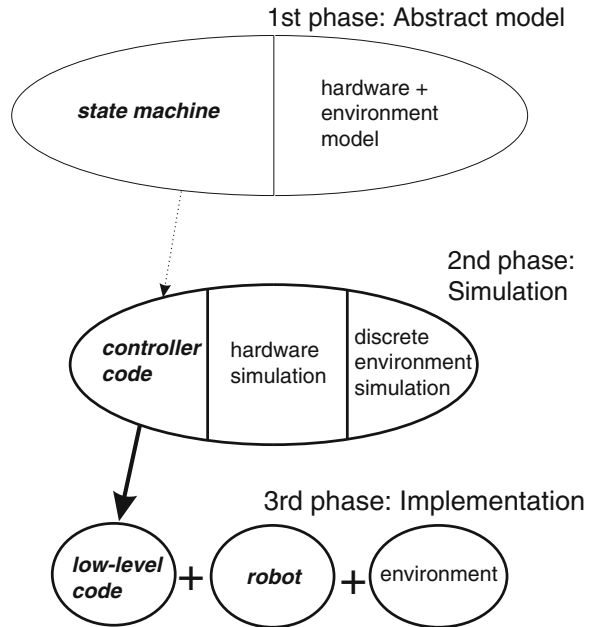 1st phase: Abstract model
state machine
hardware +
environment
model
2nd phase:
Simulation
controller
code
hardware
simulation
discrete
environment
simulation
3rd phase: Implementation
low-level
code
+
robot
+
environment